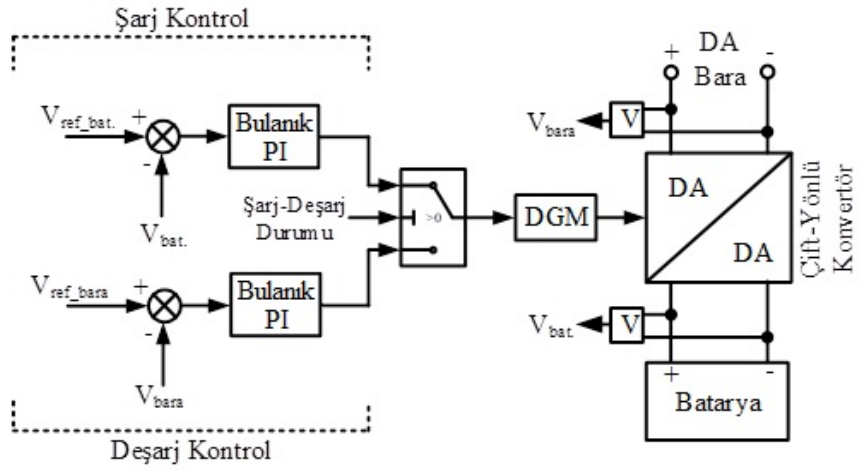 Şarj Kontrol
V_ref_bat.
+
-
V_bat.
Bulanık
PI
Şarj-Deşarj
Durumu
>0
V_ref_bara
+
-
V_bara
Bulanık
PI
Deşarj Kontrol
DGM
+ DA -
Bara
V_bara
V
DA
DA
Çift-Yönlü
Konvertör
V_bat.
V
+ -
Batarya